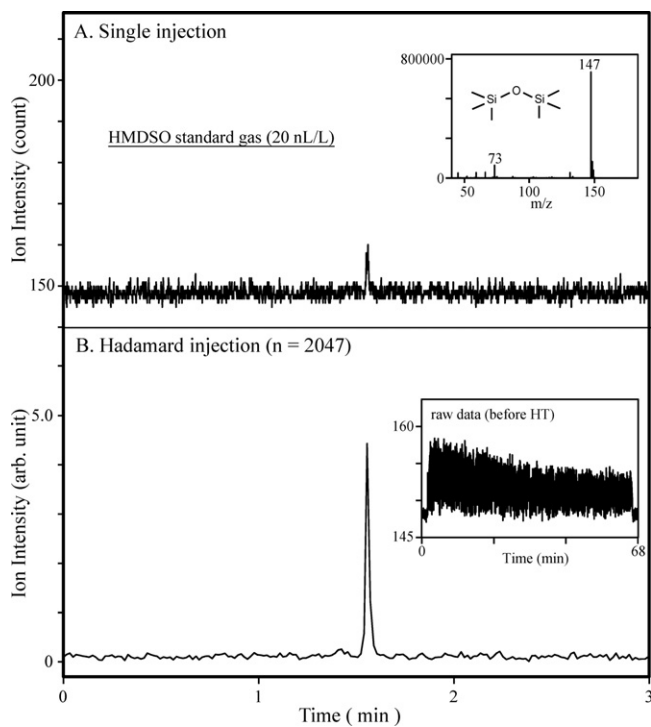 A. Single injection
800000
147
Si
O
Si
73
0
50
100
150
m/z
HMDSO standard gas (20 nL/L)
200
150
Ion Intensity (count)
B. Hadamard injection (n = 2047)
raw data (before HT)
160
145
0
68
Time (min)
5.0
0
Ion Intensity (arb. unit)
0
1
2
3
Time ( min )